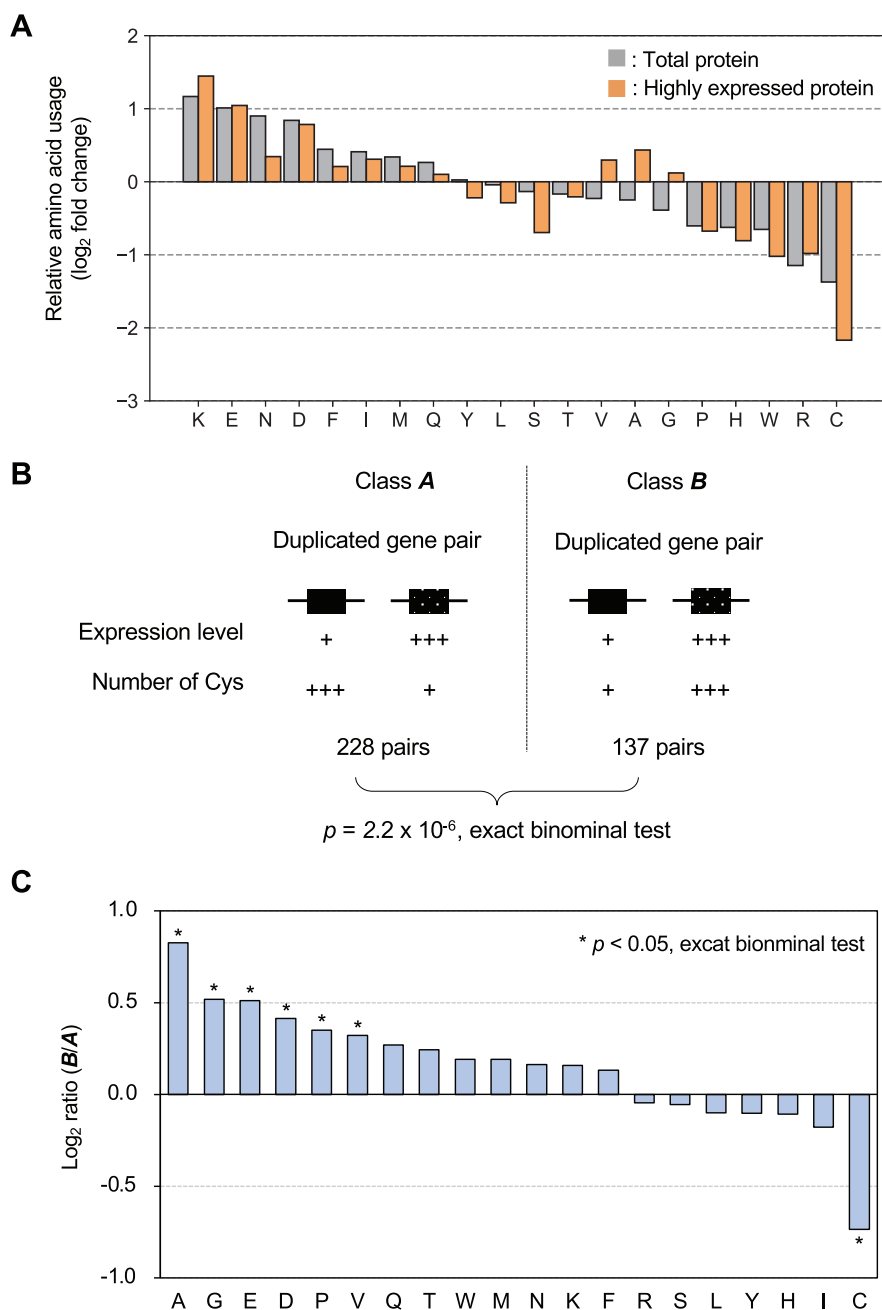 A
Relative amino acid usage
(log₂ fold change)
2
1
0
−1
−2
−3
: Total protein
: Highly expressed protein
K E N D F I M Q Y L S T V A G P H W R C
B
Class A
Class B
Duplicated gene pair
Duplicated gene pair
Expression level
+
+++
+
+++
Number of Cys
+++
+
+
+++
228 pairs
137 pairs
p = 2.2 x 10⁻⁶, exact binominal test
C
Log₂ ratio (B/A)
1.0
0.5
0.0
-0.5
-1.0
* p < 0.05, excat bionminal test
* * * * * *
*
A G E D P V Q T W M N K F R S L Y H I C